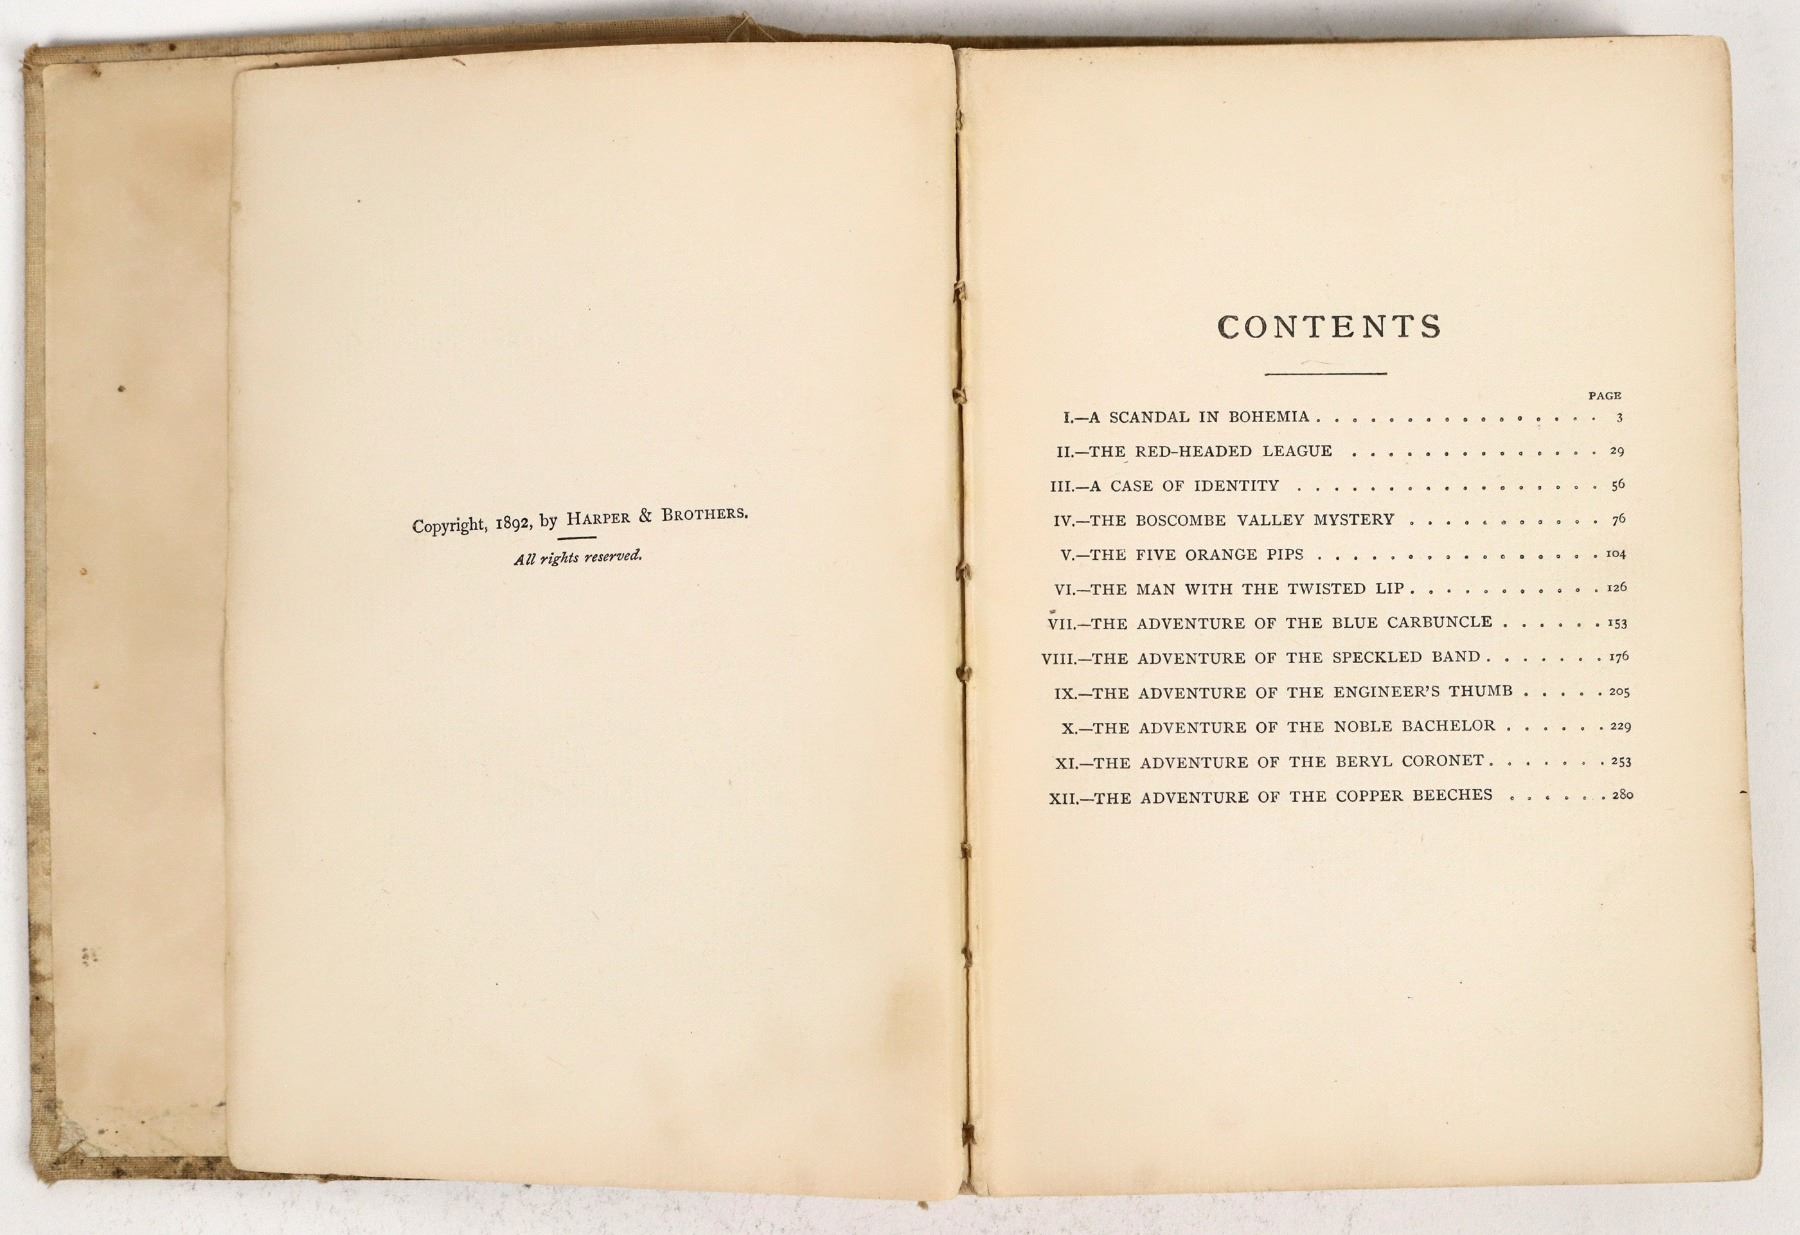 Copyright, 1892, by HARPER & BROTHERS.
All rights reserved.
CONTENTS
PAGE
I.—A SCANDAL IN BOHEMIA . . . . . . . . . . . . . . . . 3
II.—THE RED-HEADED LEAGUE . . . . . . . . . . . . . . 29
III.—A CASE OF IDENTITY . . . . . . . . . . . . . . . . . 56
IV.—THE BOSCOMBE VALLEY MYSTERY . . . . . . . . . . . 76
V.—THE FIVE ORANGE PIPS . . . . . . . . . . . . . . . . 104
VI.—THE MAN WITH THE TWISTED LIP . . . . . . . . . . . 126
VII.—THE ADVENTURE OF THE BLUE CARBUNCLE . . . . . . 153
VIII.—THE ADVENTURE OF THE SPECKLED BAND . . . . . . . 176
IX.—THE ADVENTURE OF THE ENGINEER'S THUMB . . . . . 205
X.—THE ADVENTURE OF THE NOBLE BACHELOR . . . . . . 229
XI.—THE ADVENTURE OF THE BERYL CORONET . . . . . . . 253
XII.—THE ADVENTURE OF THE COPPER BEECHES . . . . . . 280